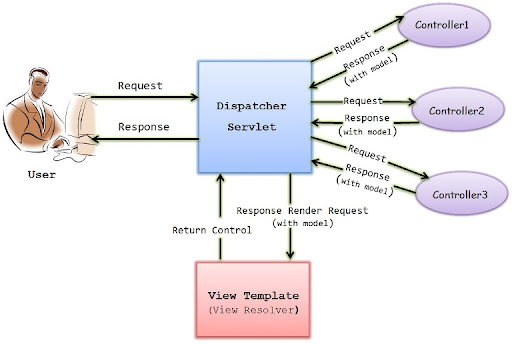 Request
Response
User
Dispatcher
Servlet
Request
Response
(with model)
Controller1
Request
Response
(with model)
Controller2
Request
Response
(with model)
Controller3
Return Control
Response Render Request
(with model)
View Template
(View Resolver)